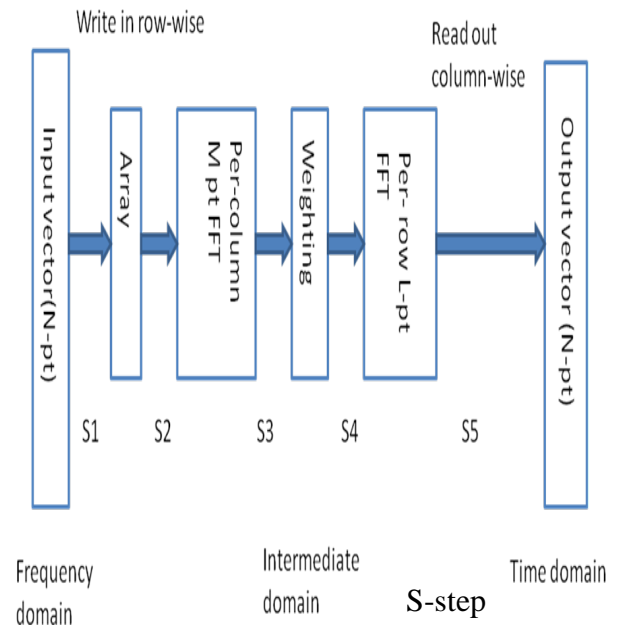 Write in row-wise
Read out
column-wise
Input vector(N-pt)
Array
Per-column
M pt FFT
Weighting
Per- row L-pt
FFT
Output vector (N-pt)
S1
S2
S3
S4
S5
Frequency
domain
Intermediate
domain
S-step
Time domain